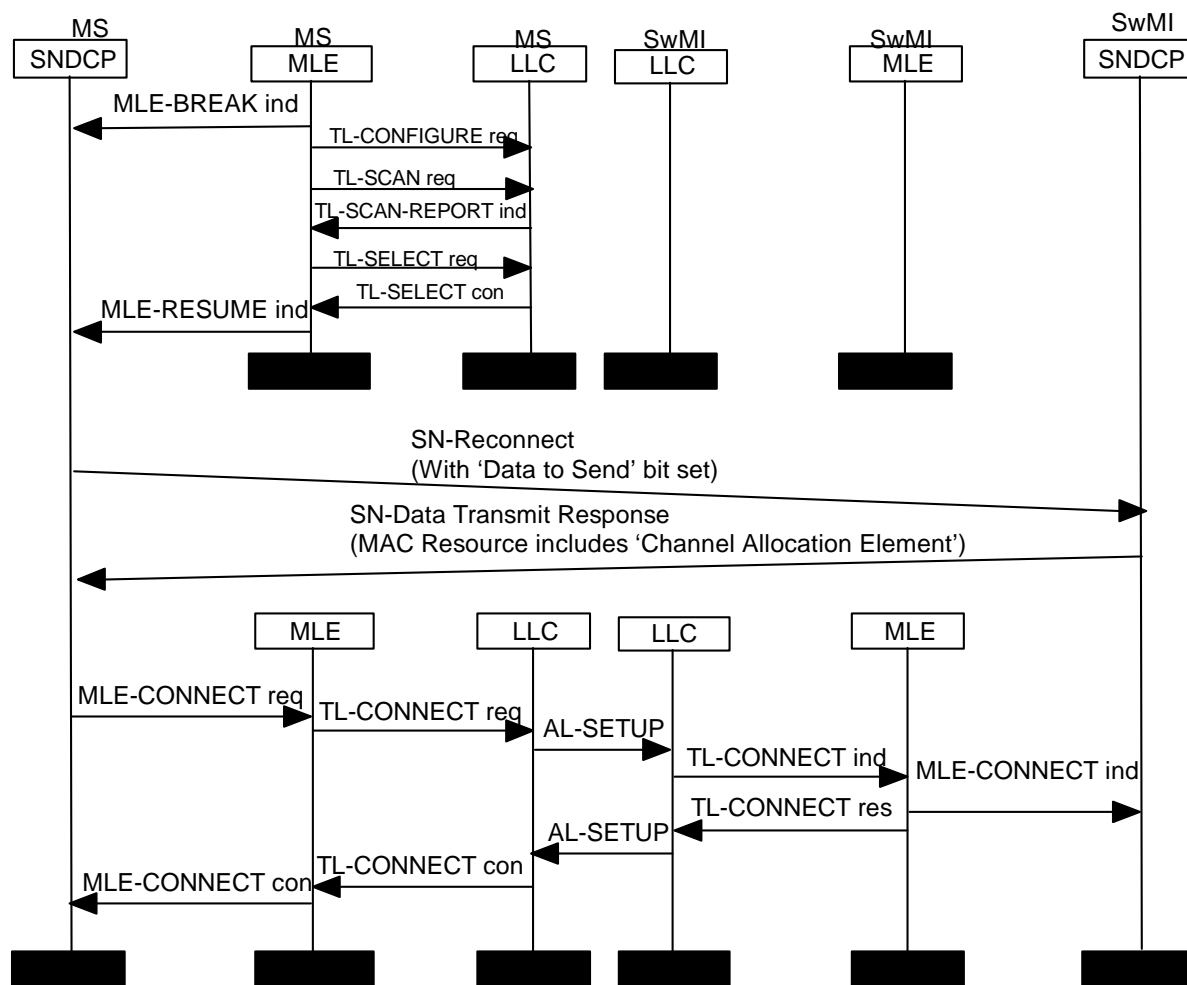 MS
SNDCP
MS
MLE
MS
LLC
SwMI
LLC
SwMI
MLE
SwMI
SNDCP
MLE-BREAK ind
TL-CONFIGURE req
TL-SCAN req
TL-SCAN-REPORT ind
TL-SELECT req
TL-SELECT con
MLE-RESUME ind
SN-Reconnect
(With ‘Data to Send’ bit set)
SN-Data Transmit Response
(MAC Resource includes ‘Channel Allocation Element’)
MLE
LLC
LLC
MLE
MLE-CONNECT req
TL-CONNECT req
AL-SETUP
TL-CONNECT ind
MLE-CONNECT ind
TL-CONNECT res
AL-SETUP
TL-CONNECT con
MLE-CONNECT con